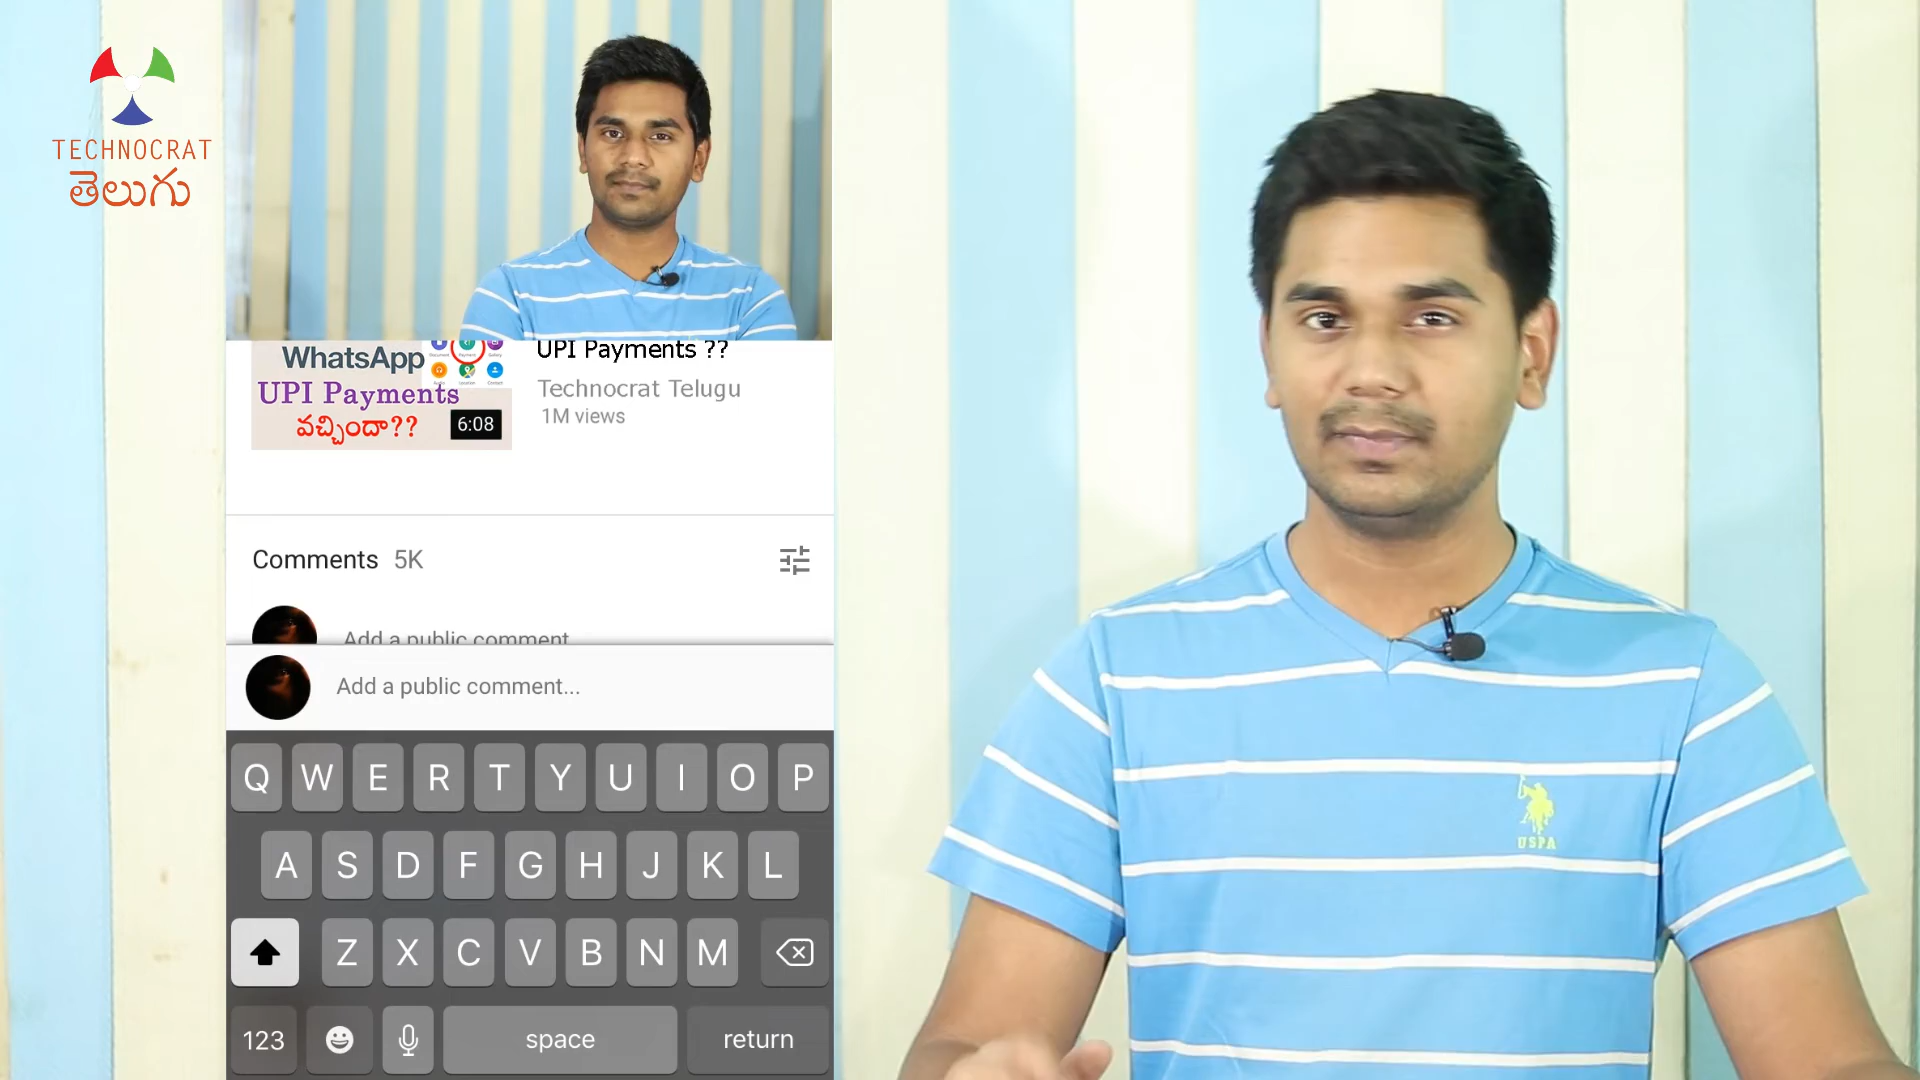 TECHNOCRAT
తెలుగు
WhatsApp
UPI Payments
వచ్చిందా??
6:08
UPI Payments ??
Technocrat Telugu
1M views
Comments 5K
Add a public comment
Add a public comment...
Q W E R T Y U I O P
A S D F G H J K L
Z X C V B N M
123 space return
USPA